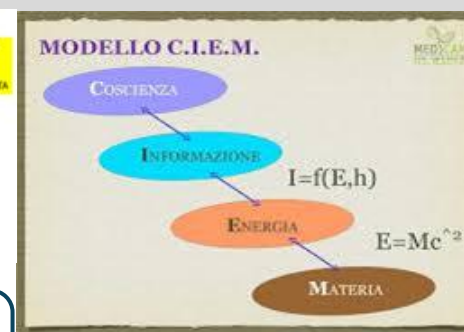 MODELLO C.I.E.M.
COSCIENZA
INFORMAZIONE
I=f(E,h)
ENERGIA
E=Mc^2
MATERIA